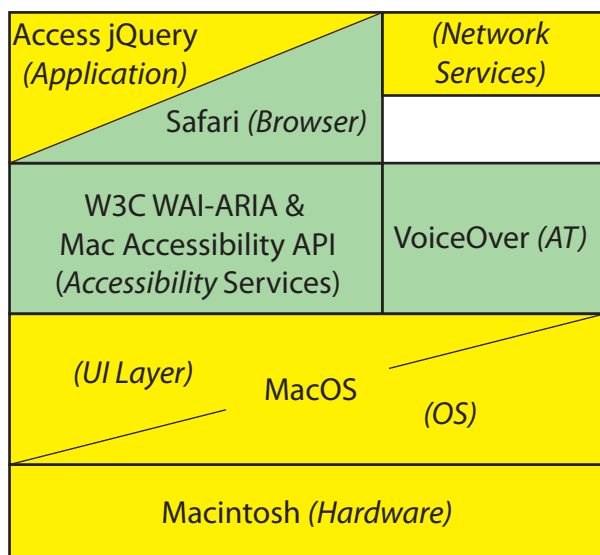 Access jQuery
(Application)
(Network
Services)
Safari (Browser)
W3C WAI-ARIA &
Mac Accessibility API
(Accessibility Services)
VoiceOver (AT)
(UI Layer)
MacOS
(OS)
Macintosh (Hardware)